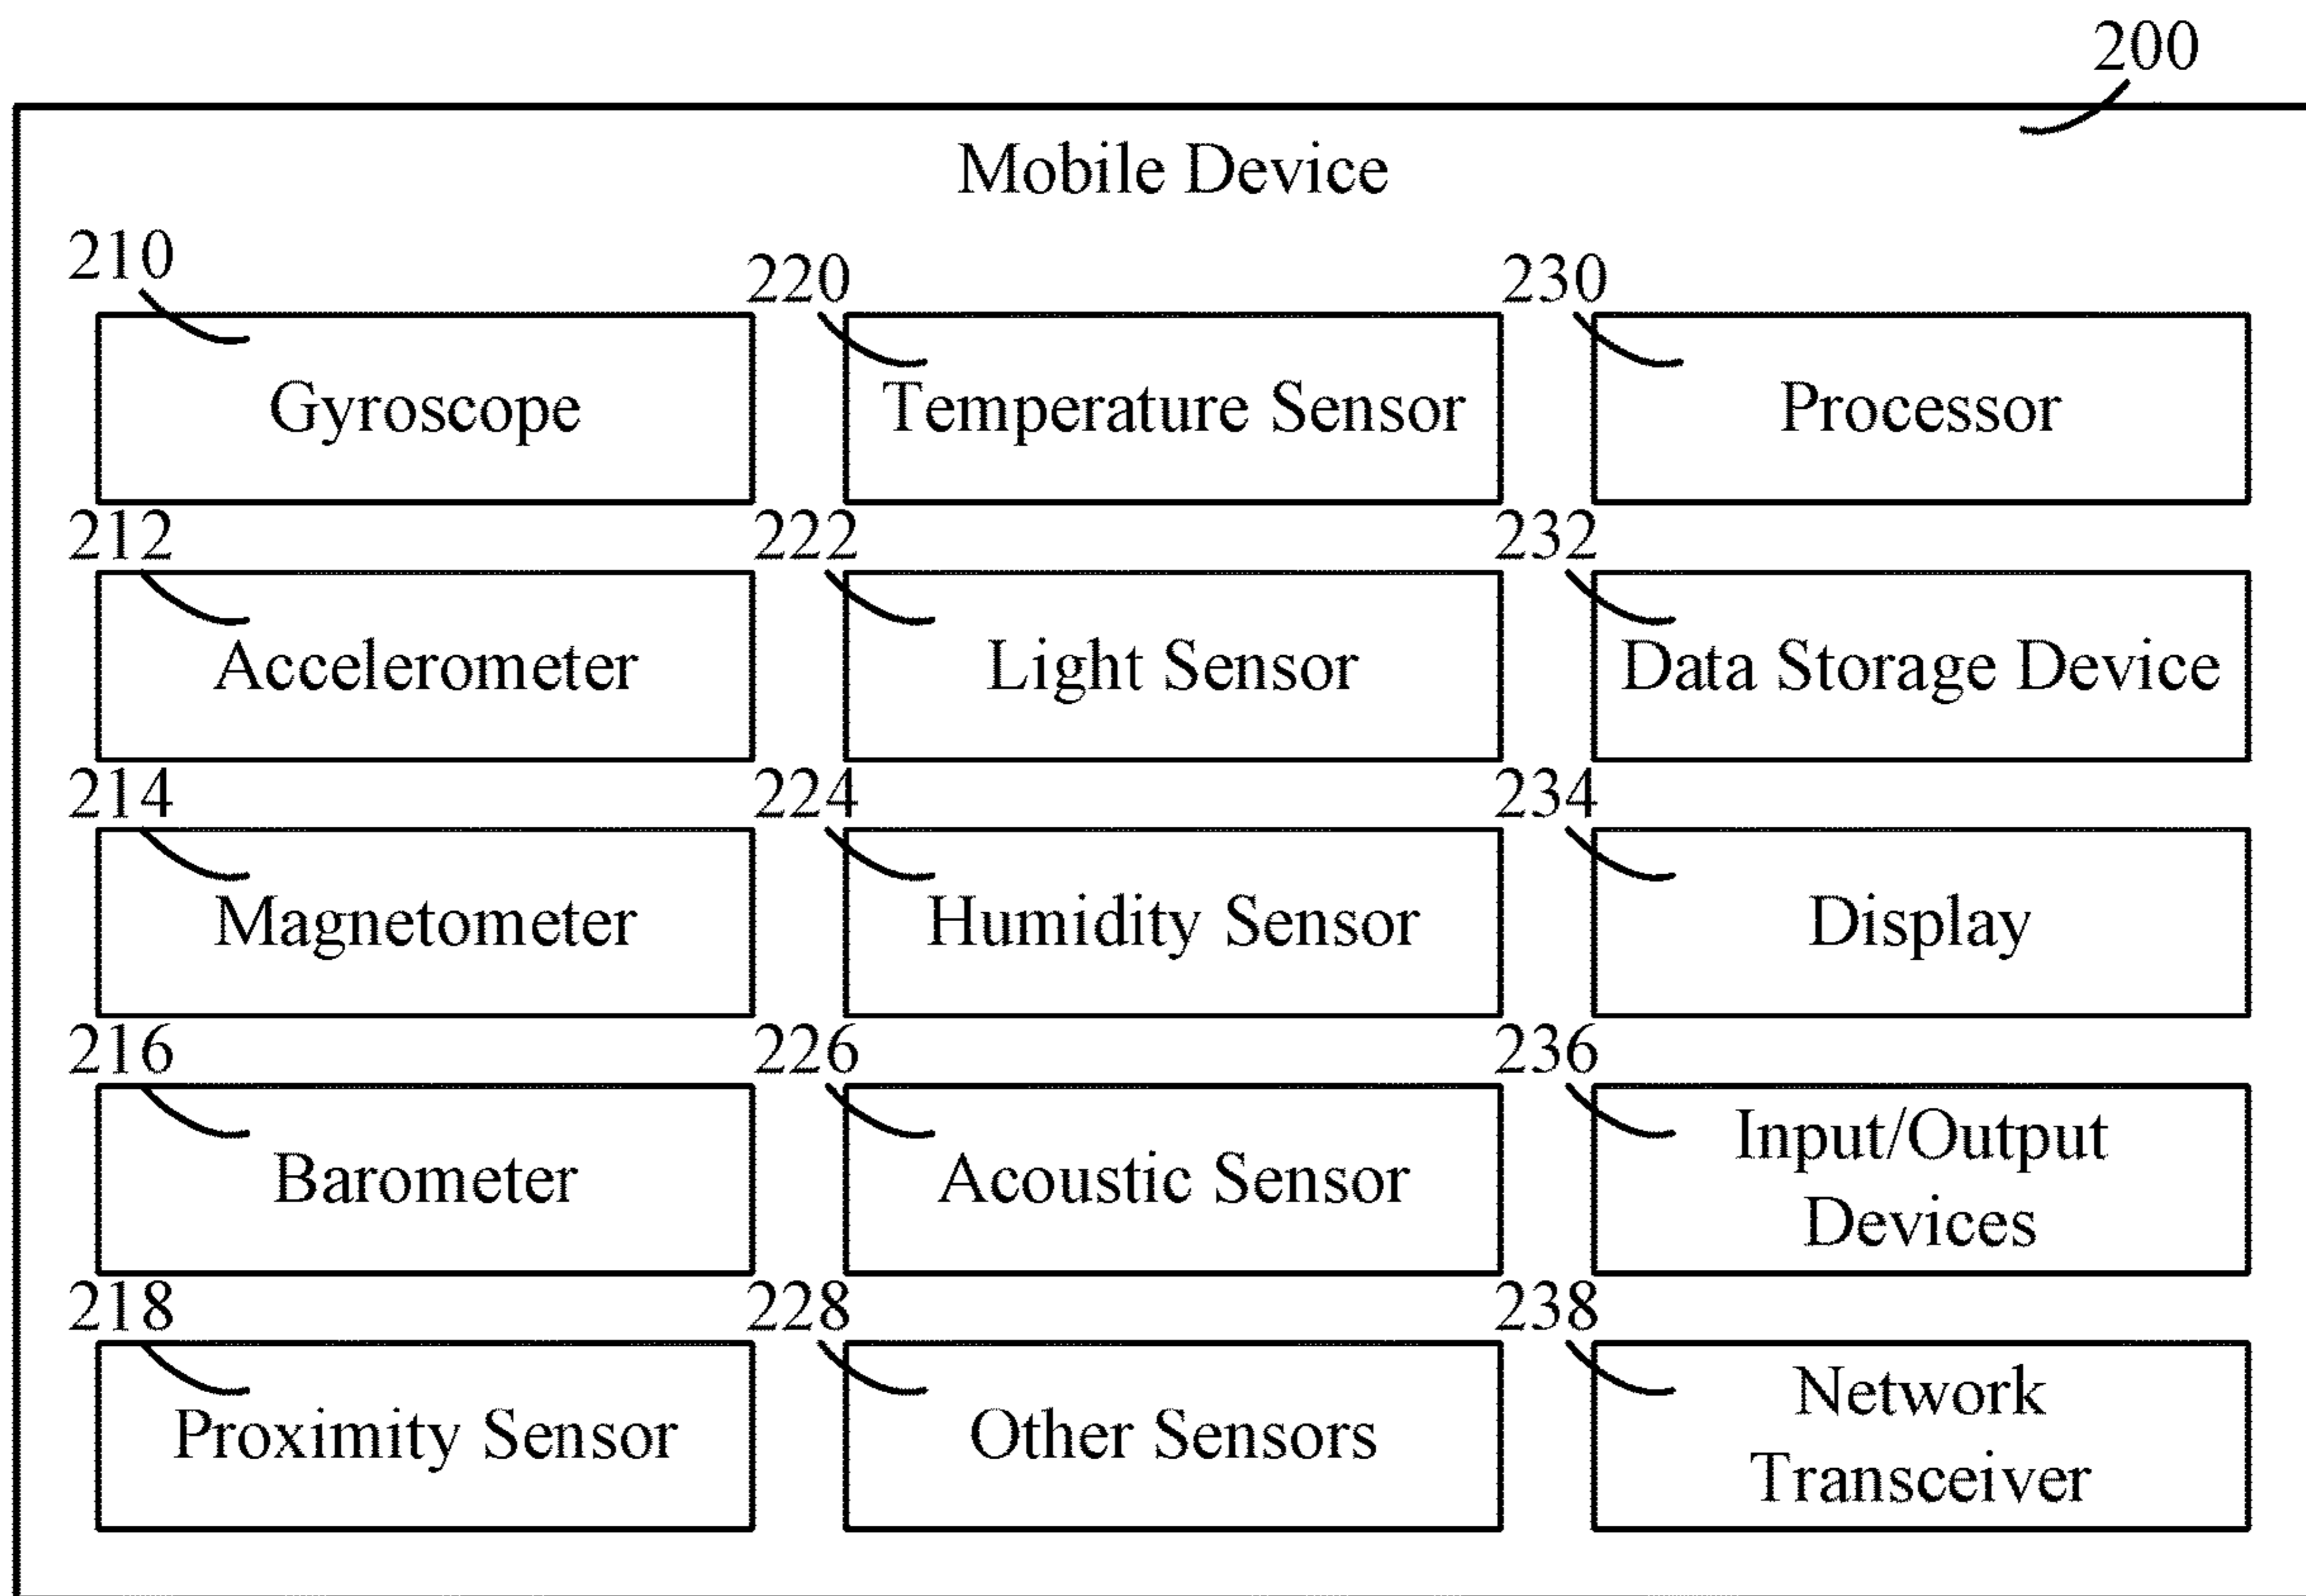 200
Mobile Device
210
220
230
Gyroscope
Temperature Sensor
Processor
212
222
232
Accelerometer
Light Sensor
Data Storage Device
214
224
234
Magnetometer
Humidity Sensor
Display
216
226
236
Barometer
Acoustic Sensor
Input/Output
Devices
218
228
238
Proximity Sensor
Other Sensors
Network
Transceiver